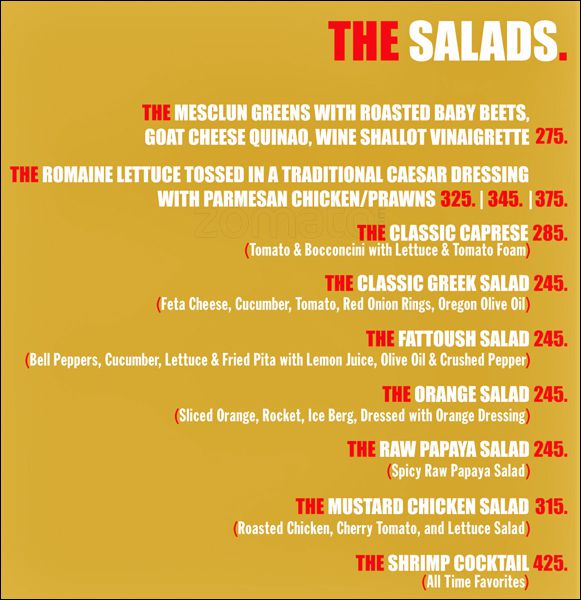 THE SALADS.
THE MESCLUN GREENS WITH ROASTED BABY BEETS,
GOAT CHEESE QUINAO, WINE SHALLOT VINAIGRETTE 275.
THE ROMAINE LETTUCE TOSSED IN A TRADITIONAL CAESAR DRESSING
WITH PARMESAN CHICKEN/PRAWNS 325. | 345. | 375.
zomato
THE CLASSIC CAPRESE 285.
(Tomato & Bocconcini with Lettuce & Tomato Foam)
THE CLASSIC GREEK SALAD 245.
(Feta Cheese, Cucumber, Tomato, Red Onion Rings, Oregon Olive Oil)
THE FATTOUSH SALAD 245.
(Bell Peppers, Cucumber, Lettuce & Fried Pita with Lemon Juice, Olive Oil & Crushed Pepper)
THE ORANGE SALAD 245.
(Sliced Orange, Rocket, Ice Berg, Dressed with Orange Dressing)
THE RAW PAPAYA SALAD 245.
(Spicy Raw Papaya Salad)
THE MUSTARD CHICKEN SALAD 315.
(Roasted Chicken, Cherry Tomato, and Lettuce Salad)
THE SHRIMP COCKTAIL 425.
(All Time Favorites)